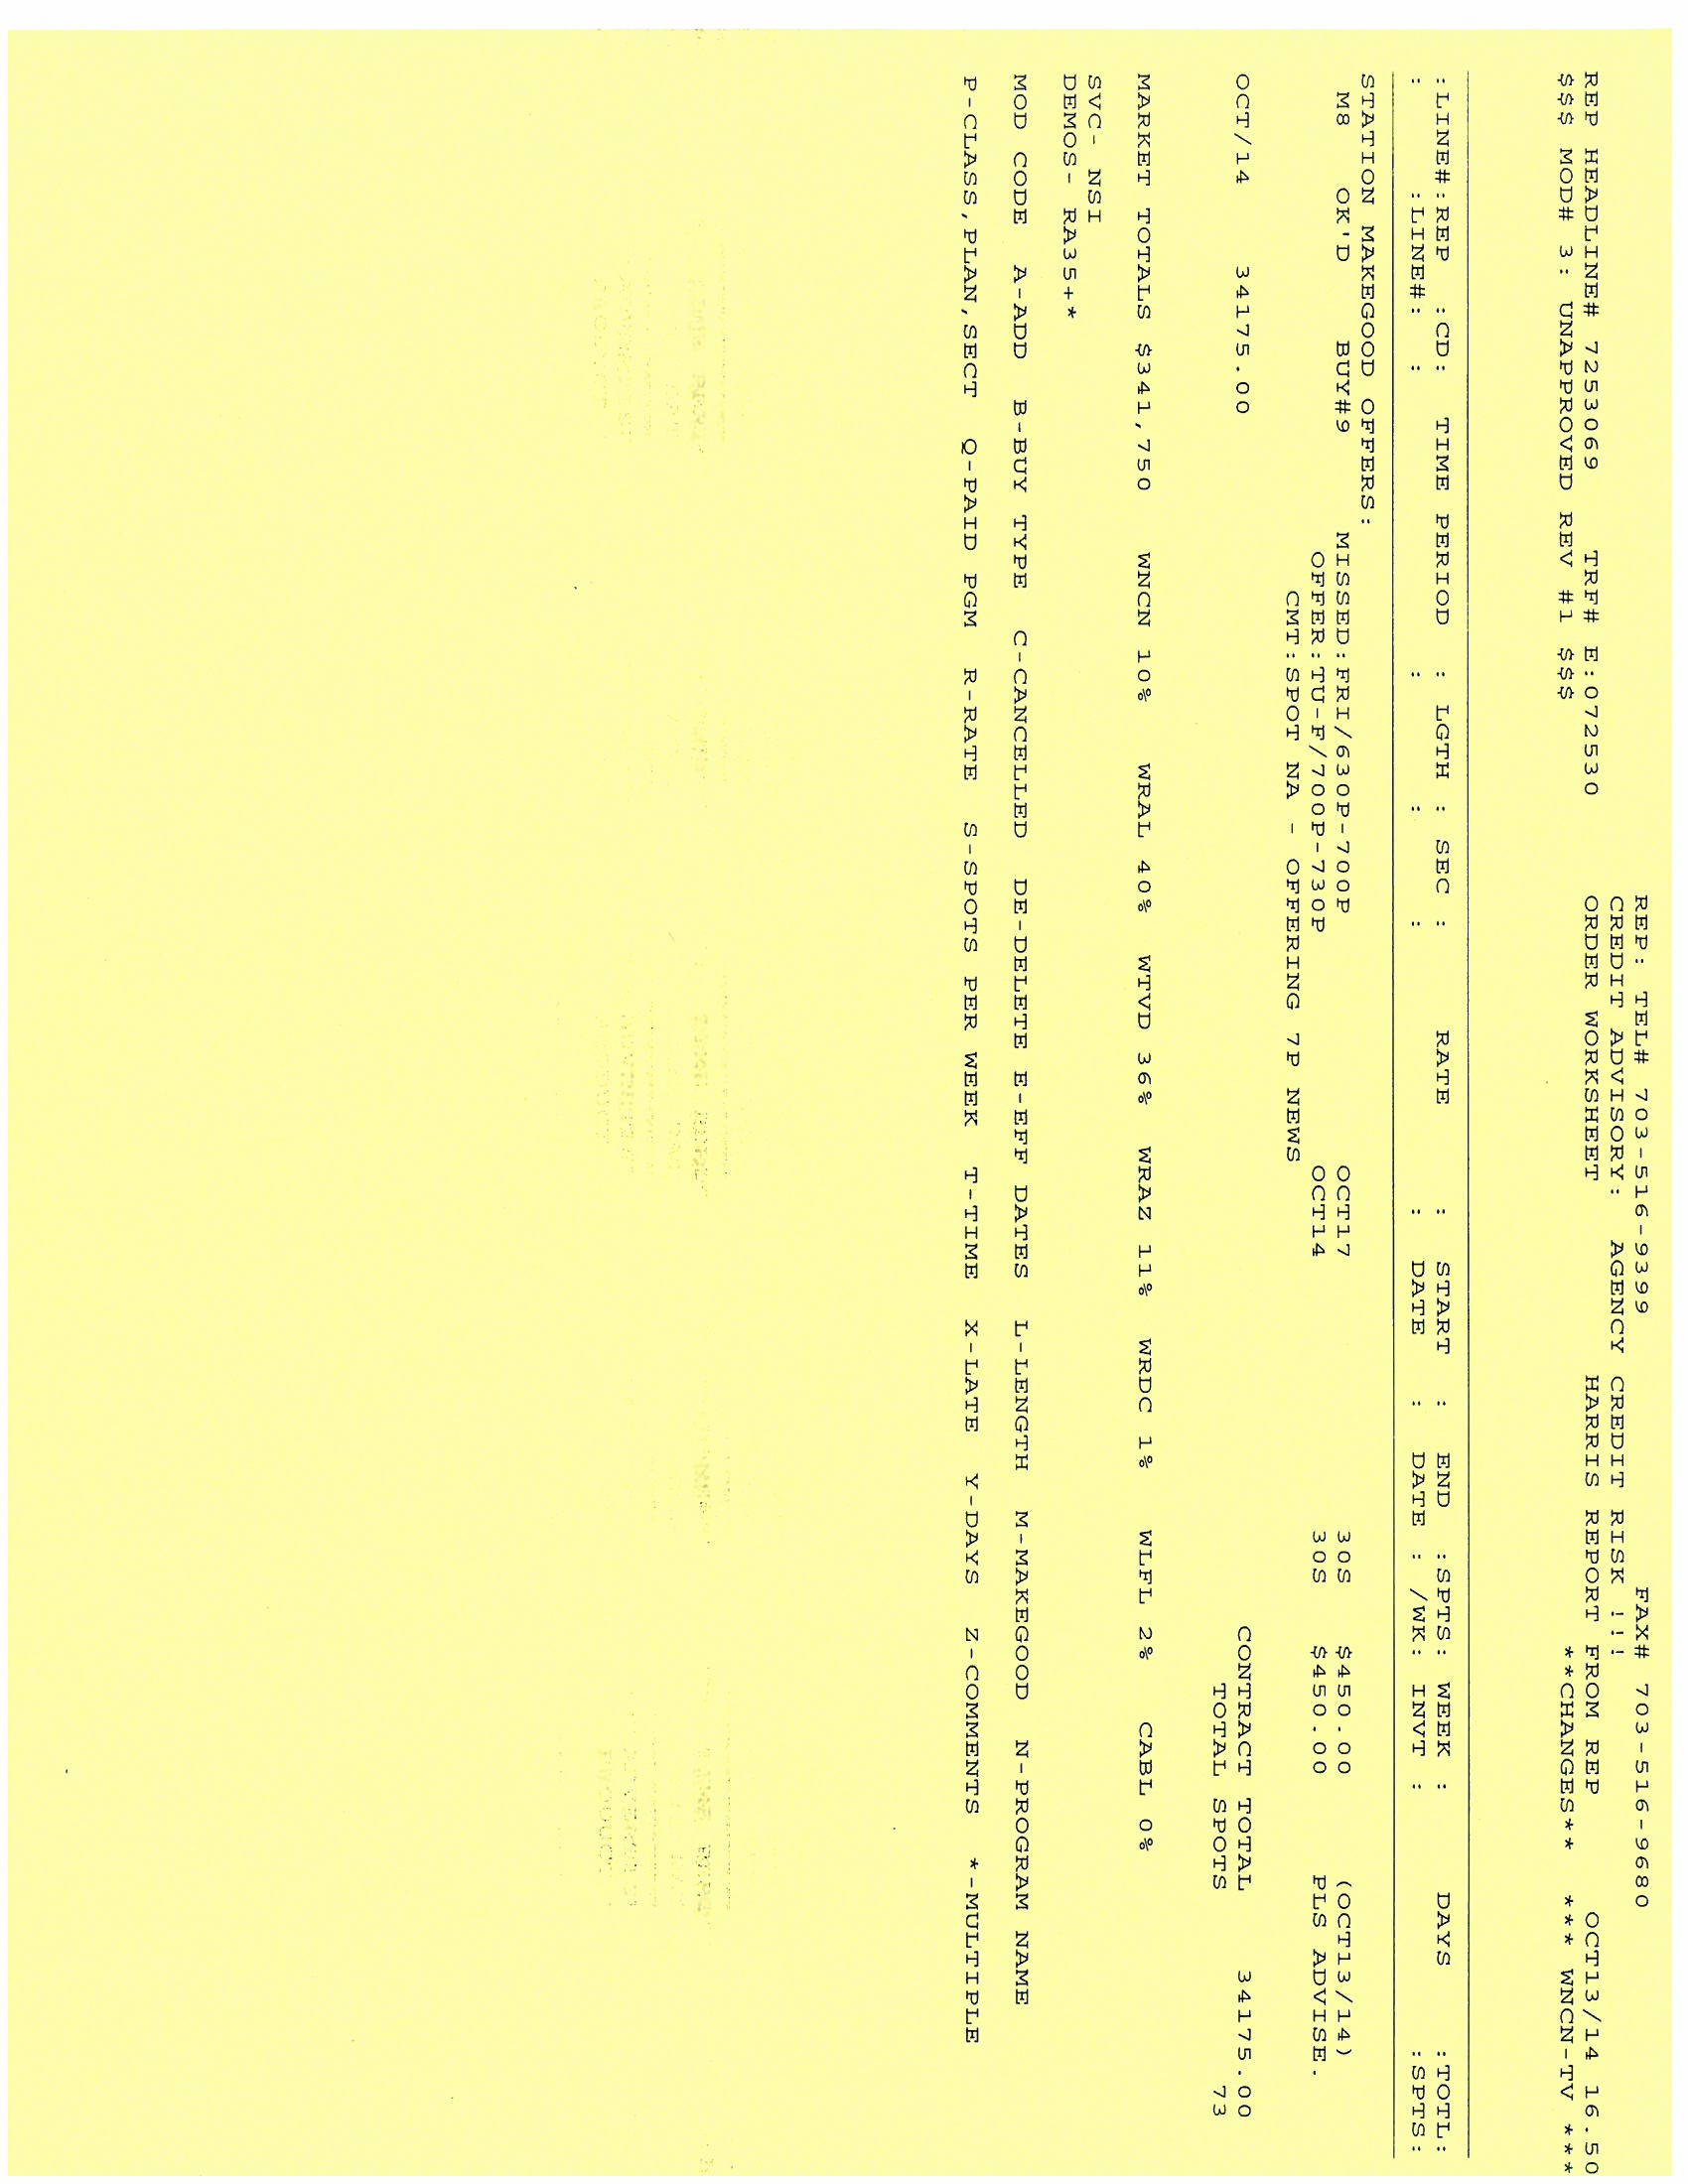 REP: TEL# 703-516-9399 FAX# 703-516-9680
CREDIT ADVISORY: AGENCY CREDIT RISK !!!
REP HEADLINE# 7253069 TRF# E:072530 ORDER WORKSHEET HARRIS REPORT FROM REP OCT13/14 16.50
$$$ MOD# 3: UNAPPROVED REV #1 $$$ **CHANGES** *** WNCN-TV ***
:LINE#:REP :CD: TIME PERIOD : LGTH : SEC : RATE : START : END :SPTS: WEEK : DAYS :TOTL:
: :LINE#: : : : : : DATE : DATE : /WK: INVT : :SPTS:
STATION MAKEGOOD OFFERS:
M8 OK'D BUY#9 MISSED:FRI/630P-700P OCT17 30S $450.00 (OCT13/14)
OFFER:TU-F/700P-730P OCT14 30S $450.00 PLS ADVISE.
CMT:SPOT NA - OFFERING 7P NEWS
OCT/14 34175.00 CONTRACT TOTAL 34175.00
TOTAL SPOTS 73
MARKET TOTALS $341,750 WNCN 10% WRAL 40% WTVD 36% WRAZ 11% WRDC 1% WLFL 2% CABL 0%
SVC- NSI
DEMOS- RA35+*
MOD CODE A-ADD B-BUY TYPE C-CANCELLED DE-DELETE E-EFF DATES L-LENGTH M-MAKEGOOD N-PROGRAM NAME
P-CLASS,PLAN,SECT Q-PAID PGM R-RATE S-SPOTS PER WEEK T-TIME X-LATE Y-DAYS Z-COMMENTS *-MULTIPLE